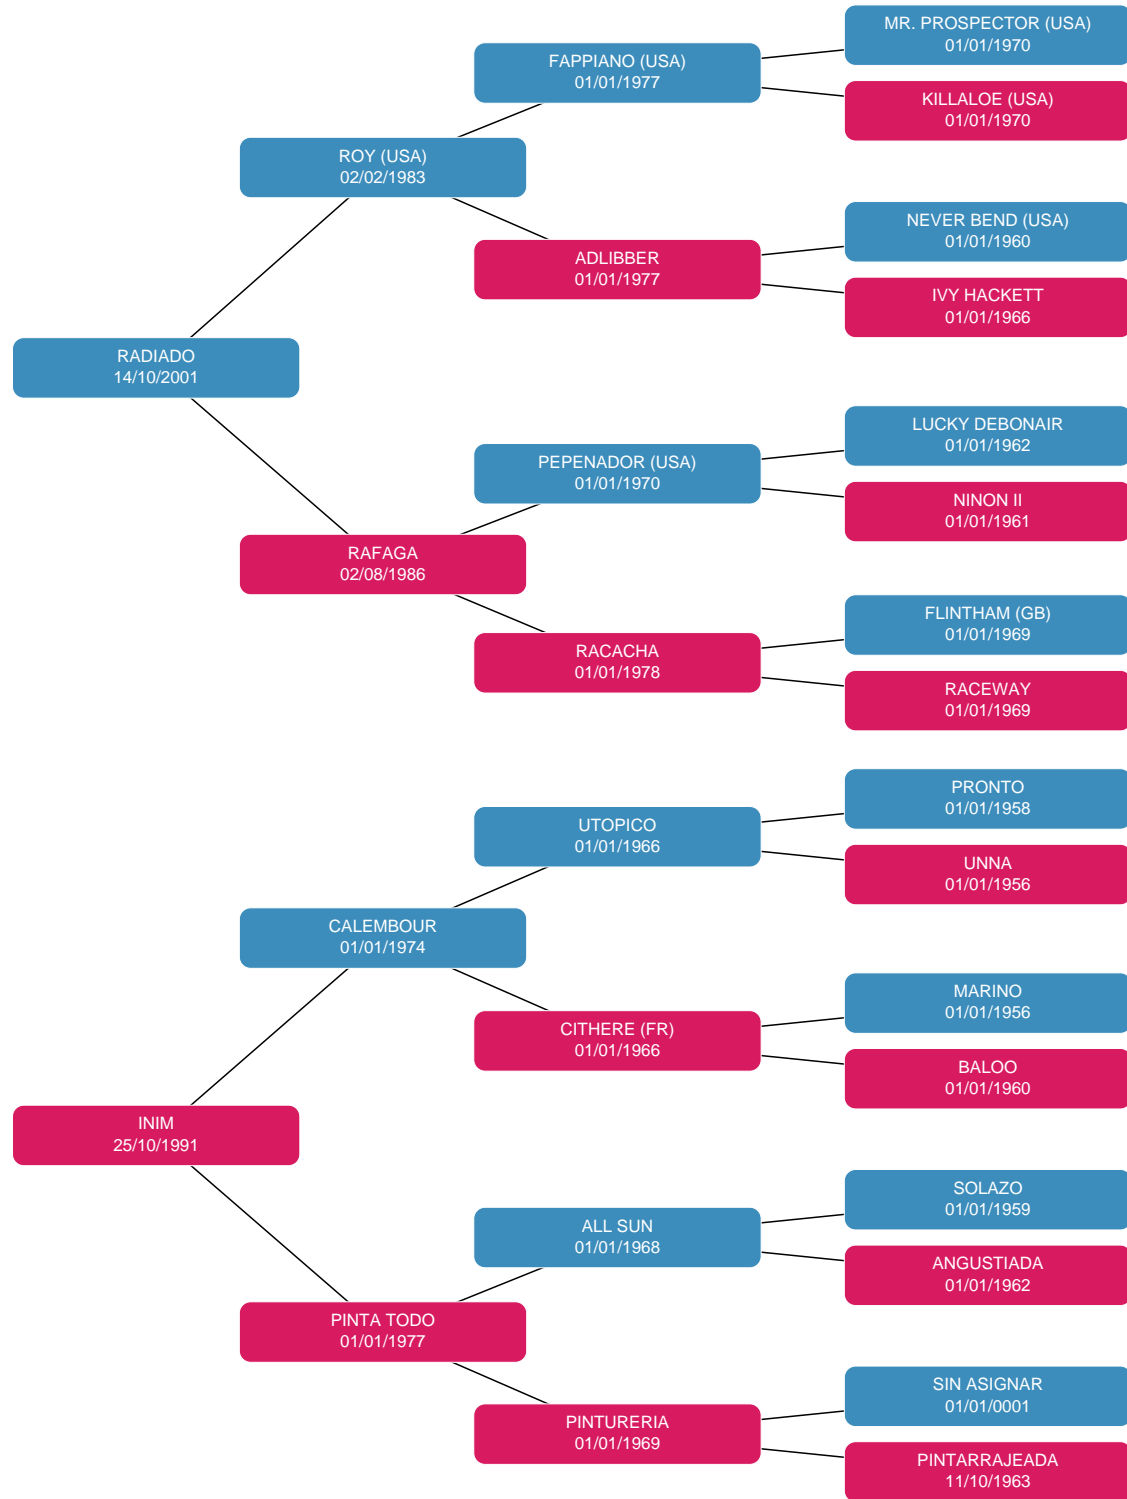 MR. PROSPECTOR (USA)
01/01/1970
FAPPIANO (USA)
01/01/1977
KILLALOE (USA)
01/01/1970
ROY (USA)
02/02/1983
NEVER BEND (USA)
01/01/1960
ADLIBBER
01/01/1977
IVY HACKETT
01/01/1966
RADIADO
14/10/2001
LUCKY DEBONAIR
01/01/1962
PEPENADOR (USA)
01/01/1970
NINON II
01/01/1961
RAFAGA
02/08/1986
FLINTHAM (GB)
01/01/1969
RACACHA
01/01/1978
RACEWAY
01/01/1969
PRONTO
01/01/1958
UTOPICO
01/01/1966
UNNA
01/01/1956
CALEMBOUR
01/01/1974
MARINO
01/01/1956
CITHERE (FR)
01/01/1966
BALOO
01/01/1960
INIM
25/10/1991
SOLAZO
01/01/1959
ALL SUN
01/01/1968
ANGUSTIADA
01/01/1962
PINTA TODO
01/01/1977
SIN ASIGNAR
01/01/0001
PINTURERIA
01/01/1969
PINTARRAJEADA
11/10/1963